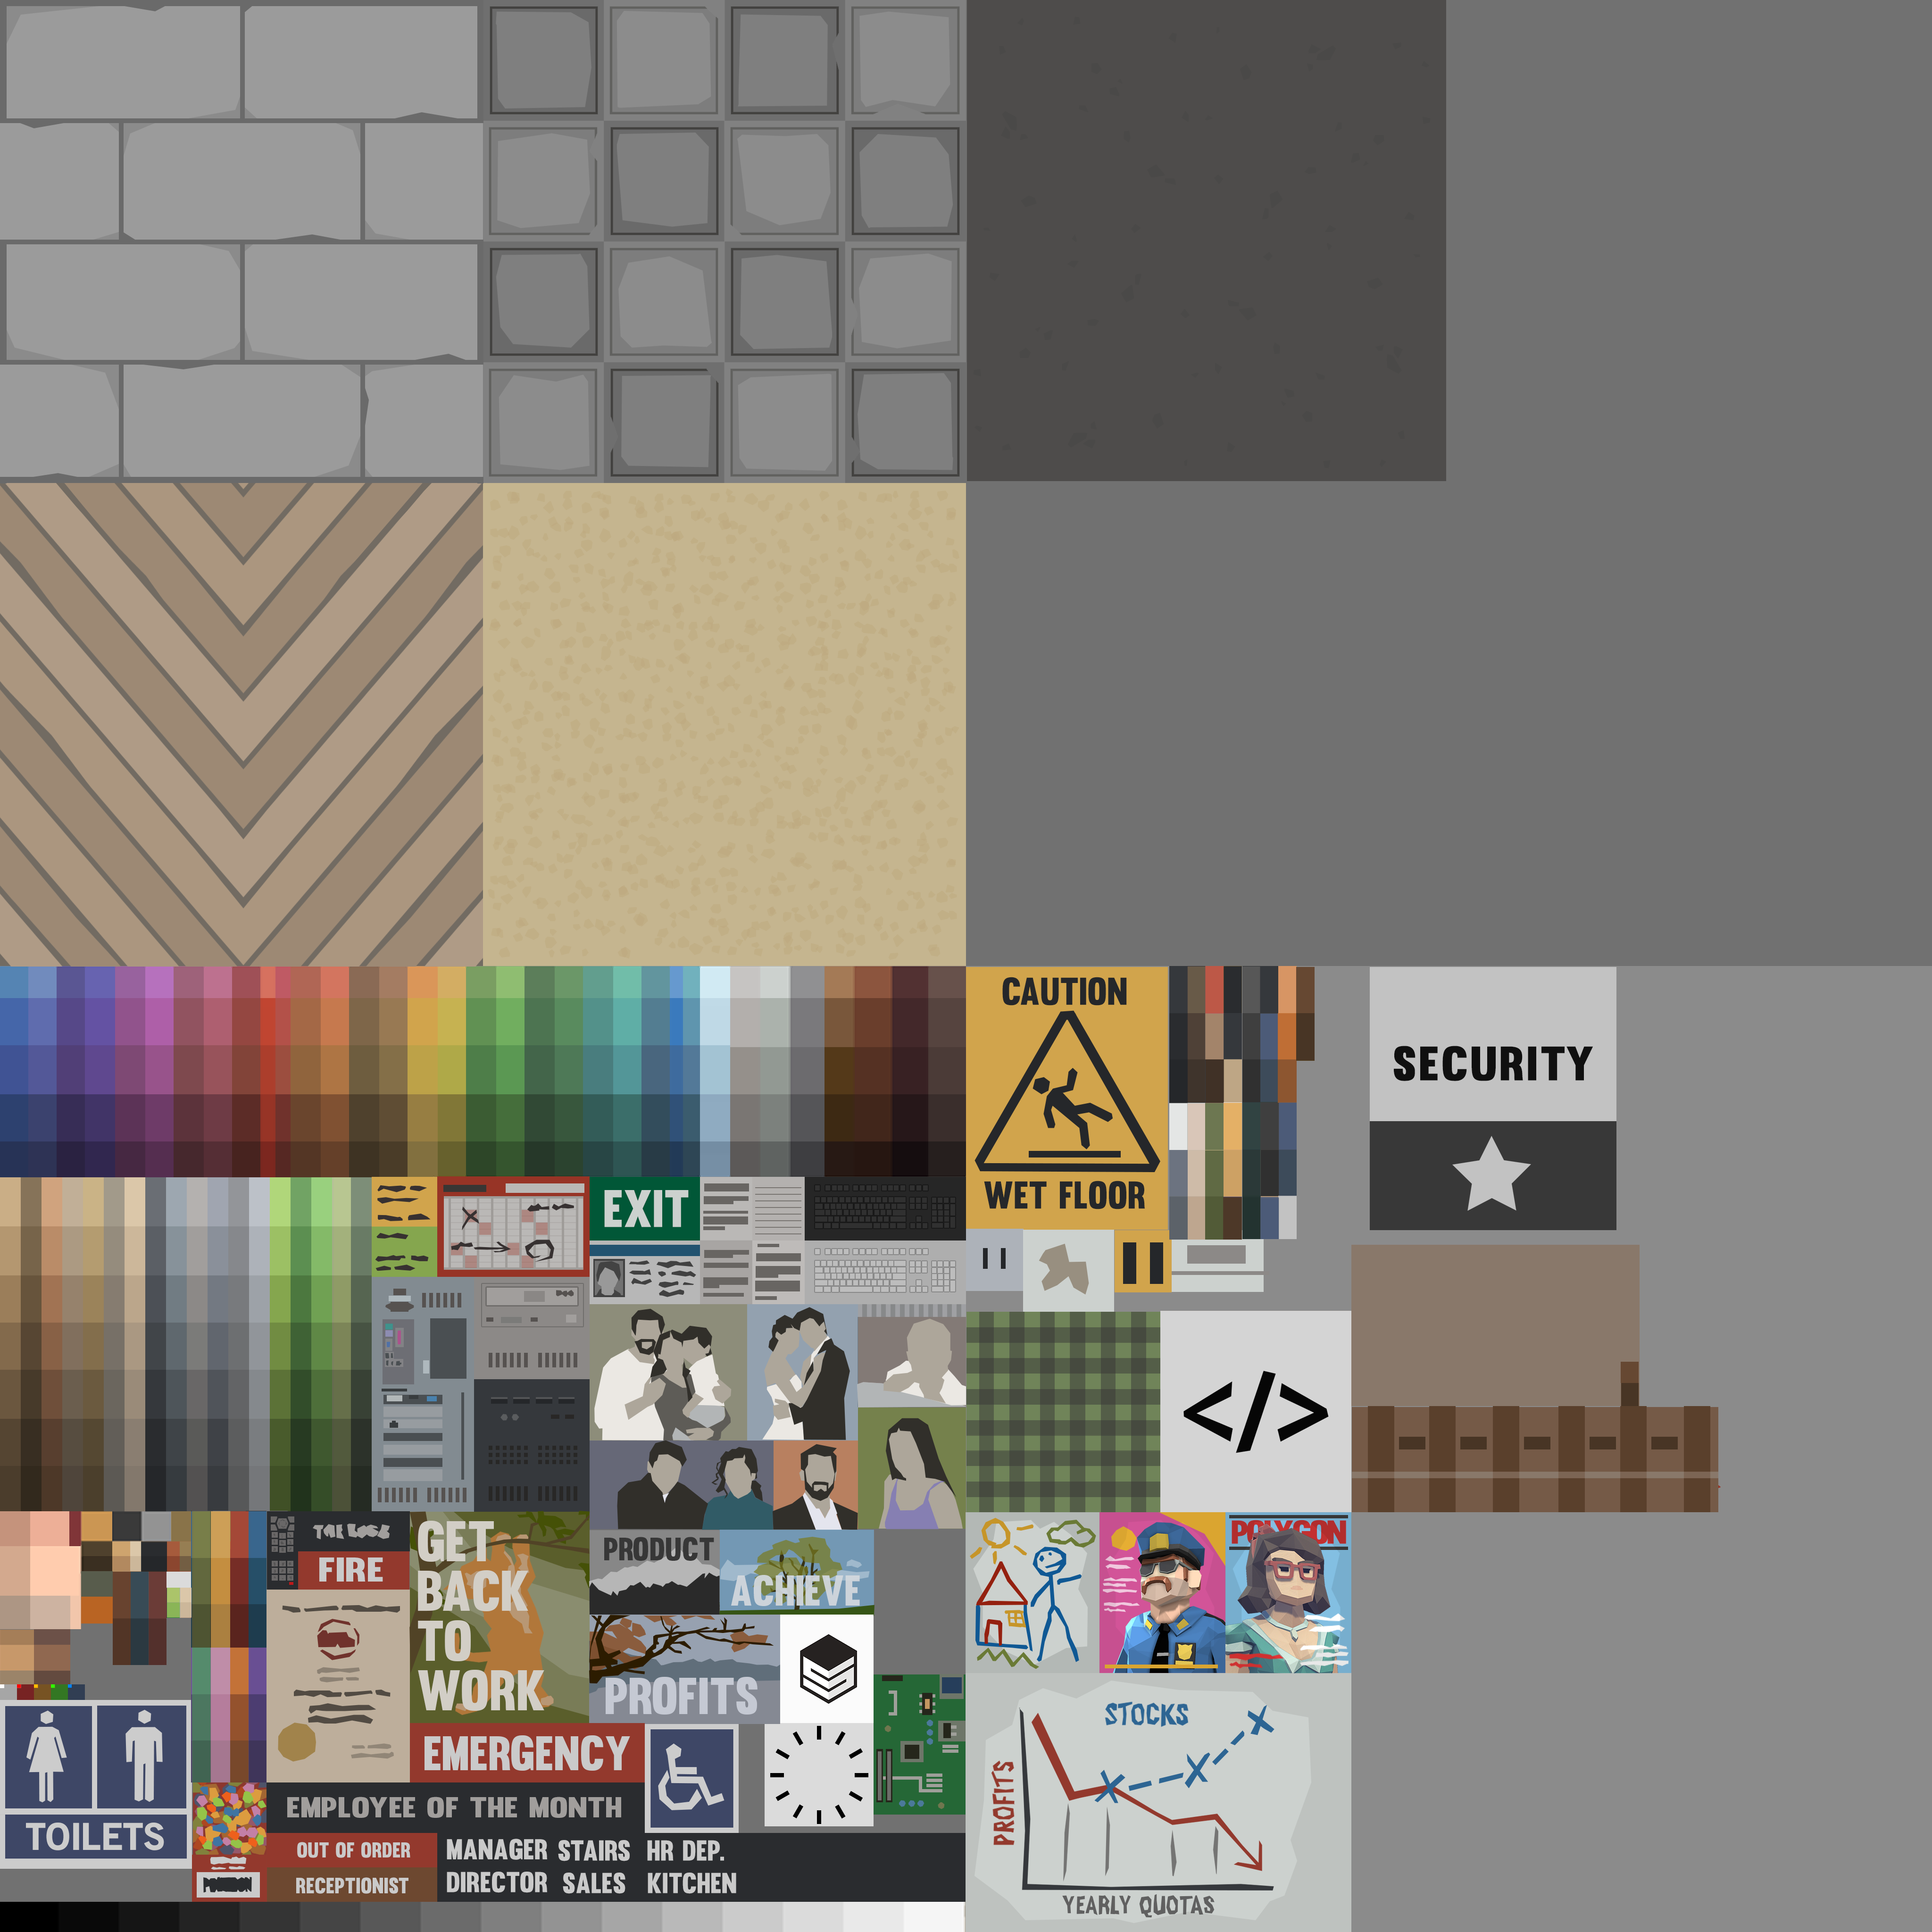 CAUTION
WET FLOOR
SECURITY
EXIT
</>
FIRE
GET
BACK
TO
WORK
PRODUCT
ACHIEVE
PROFITS
POLYGON
EMERGENCY
STOCKS
PROFITS
YEARLY QUOTAS
TOILETS
EMPLOYEE OF THE MONTH
OUT OF ORDER
RECEPTIONIST
MANAGER STAIRS HR DEP.
DIRECTOR SALES KITCHEN